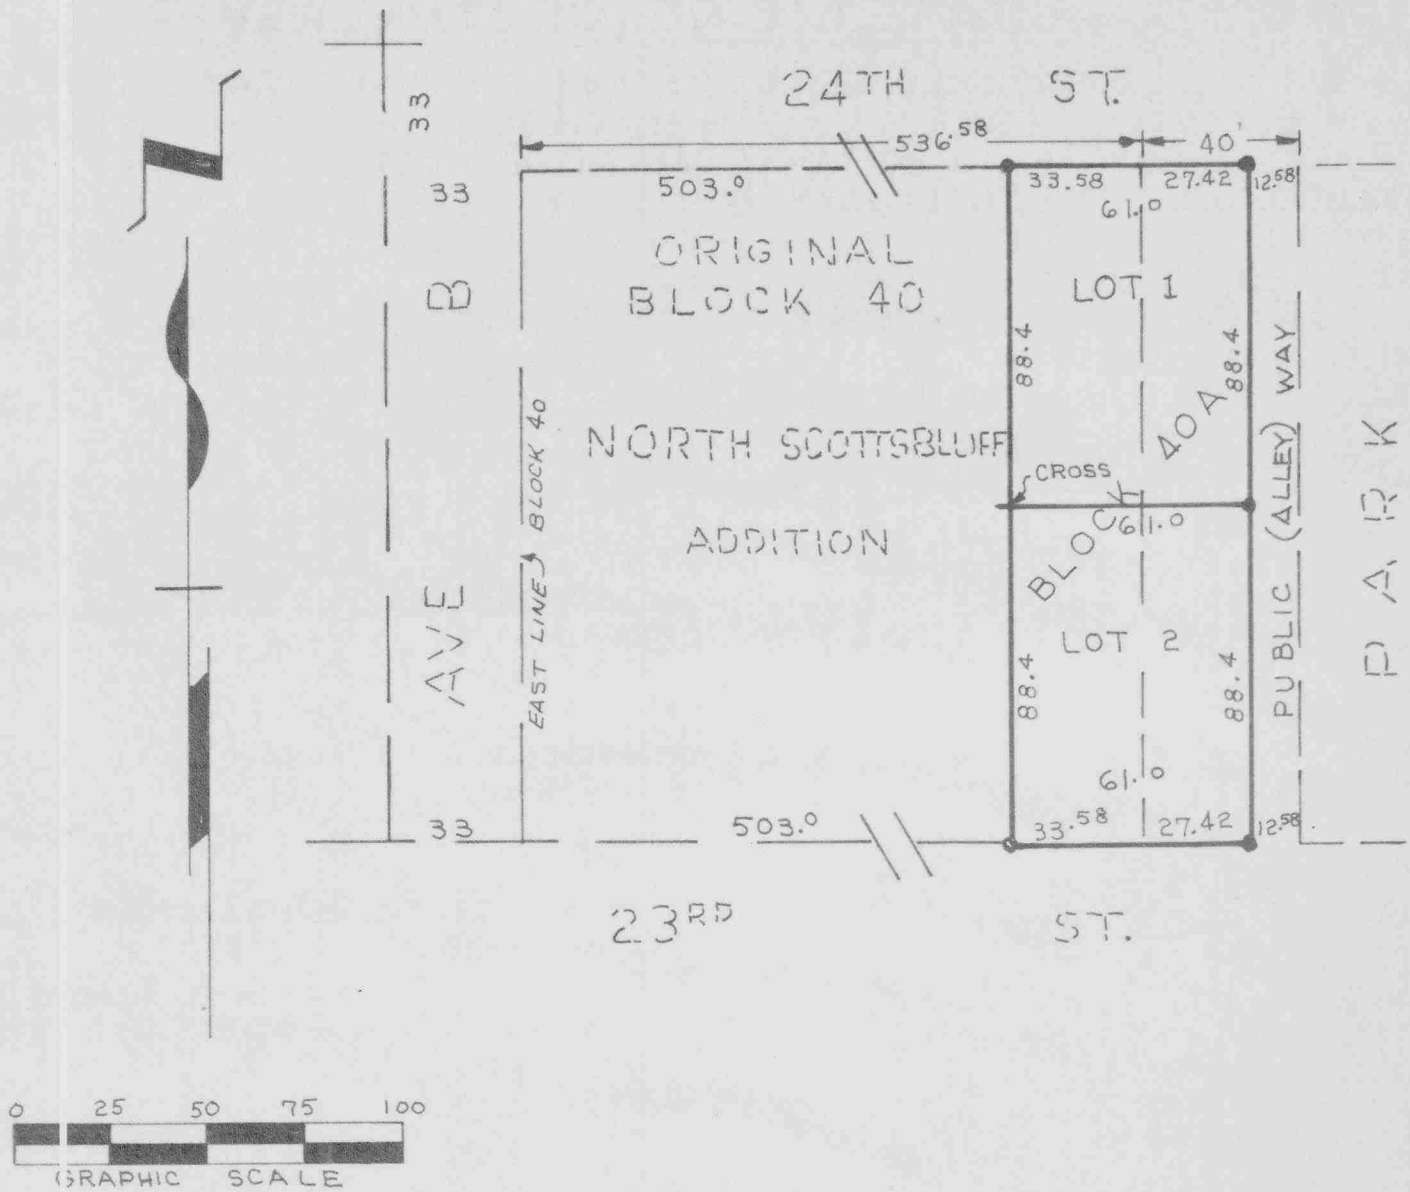 24TH ST.
33
536.58
40'
33
503.0
33.58
27.42
12.58
61.0
ORIGINAL
BLOCK 40
LOT 1
AVE B
88.4
88.4
EAST LINE BLOCK 40
NORTH SCOTTSBLUFF
ADDITION
CROSS
BLOCK 40A
61.0
PUBLIC (ALLEY) WAY
PARK
LOT 2
88.4
88.4
61.0
33
503.0
33.58
27.42
12.58
23RD ST.
0 25 50 75 100
GRAPHIC SCALE